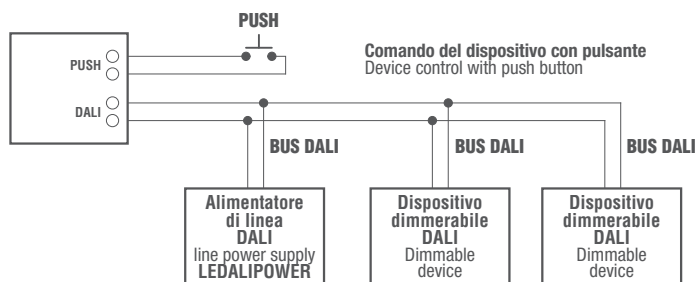 PUSH
Comando del dispositivo con pulsante
Device control with push button
PUSH
DALI
BUS DALI
BUS DALI
BUS DALI
Alimentatore
di linea
DALI
line power supply
LEDALIPOWER
Dispositivo
dimmerabile
DALI
Dimmable
device
Dispositivo
dimmerabile
DALI
Dimmable
device